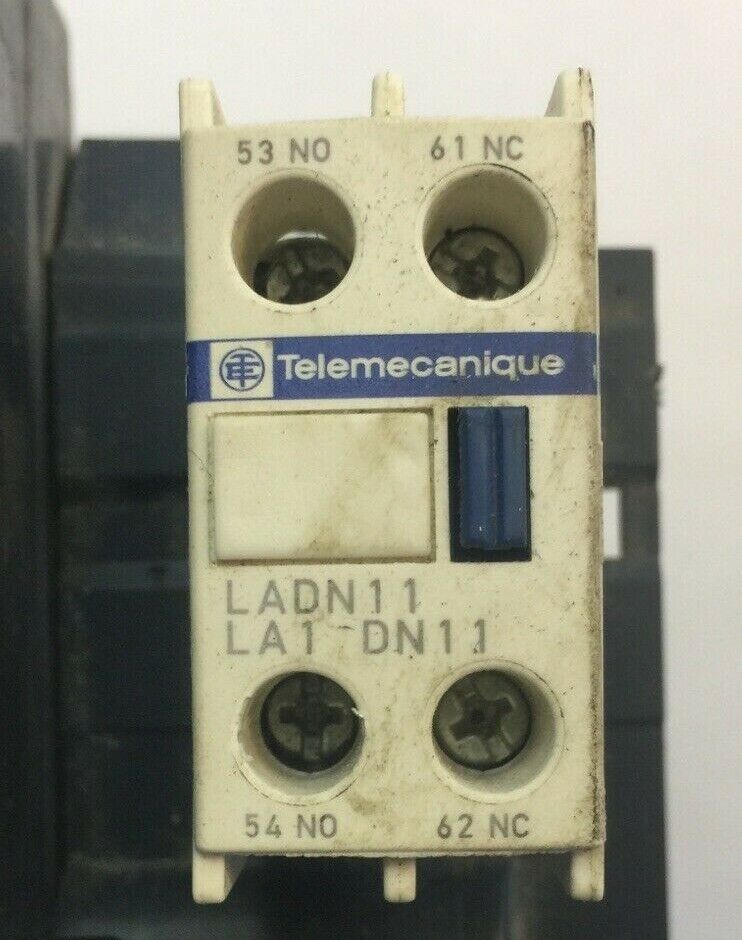 53 NO 61 NC
Telemecanique
LADN11
LA1 DN11
54 NO 62 NC